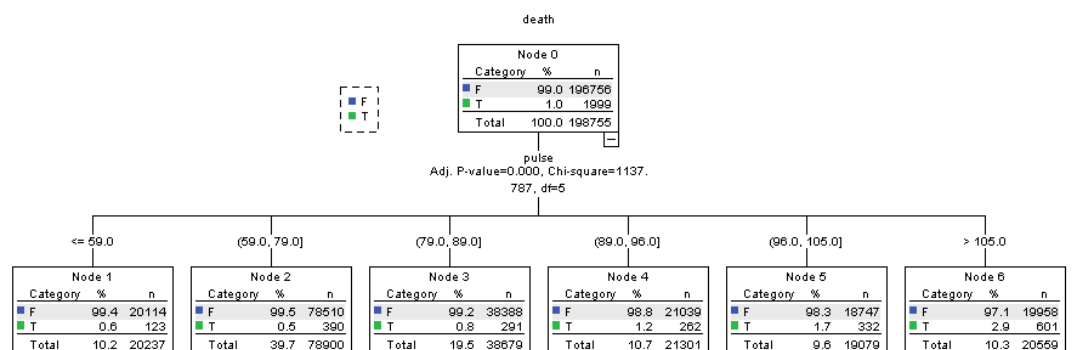 death
Node 0
Category % n
F 99.0 196756
T 1.0 1999
Total 100.0 198755
F
T
pulse
Adj. P-value=0.000, Chi-square=1137.
787, df=5
<= 59.0
(59.0, 79.0]
(79.0, 89.0]
(89.0, 96.0]
(96.0, 105.0]
> 105.0
Node 1
Category % n
F 99.4 20114
T 0.6 123
Total 10.2 20237
Node 2
Category % n
F 99.5 78510
T 0.5 390
Total 39.7 78900
Node 3
Category % n
F 99.2 38388
T 0.8 291
Total 19.5 38679
Node 4
Category % n
F 98.8 21039
T 1.2 262
Total 10.7 21301
Node 5
Category % n
F 98.3 18747
T 1.7 332
Total 9.6 19079
Node 6
Category % n
F 97.1 19958
T 2.9 601
Total 10.3 20559